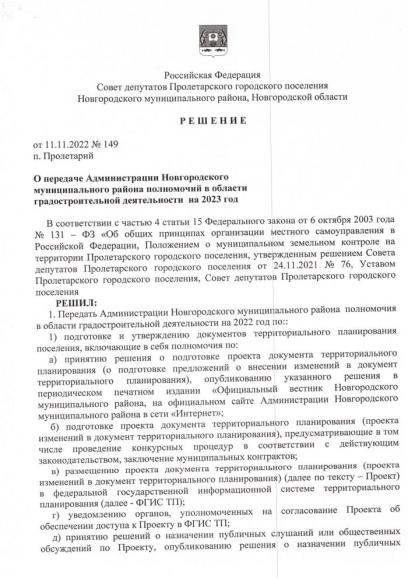 Российская Федерация
Совет депутатов Пролетарского городского поселения
Новгородского муниципального района, Новгородской области
РЕШЕНИЕ
от 11.11.2022 № 149
п. Пролетарий
О передаче Администрации Новгородского
муниципального района полномочий в области
градостроительной деятельности на 2023 год
В соответствии с частью 4 статьи 15 Федерального закона от 6 октября 2003 года
№ 131 – ФЗ «Об общих принципах организации местного самоуправления в
Российской Федерации, Положением о муниципальном земельном контроле на
территории Пролетарского городского поселения, утвержденным решением Совета
депутатов Пролетарского городского поселения от 24.11.2021 № 76, Уставом
Пролетарского городского поселения, Совет депутатов Пролетарского городского
поселения
РЕШИЛ:
1. Передать Администрации Новгородского муниципального района полномочия
в области градостроительной деятельности на 2022 год по::
1) подготовке и утверждению документов территориального планирования
поселения, включающие в себя полномочия по:
а) принятию решения о подготовке проекта документа территориального
планирования (о подготовке предложений о внесении изменений в документ
территориального планирования), опубликованию указанного решения в
периодическом печатном издании «Официальный вестник Новгородского
муниципального района, на официальном сайте Администрации Новгородского
муниципального района в сети «Интернет»;
б) подготовке проекта документа территориального планирования (проекта
изменений в документ территориального планирования), предусматривающие в том
числе проведение конкурсных процедур в соответствии с действующим
законодательством, заключение муниципальных контрактов;
в) размещению проекта документа территориального планирования (проекта
изменений в документ территориального планирования) (далее по тексту – Проект)
в федеральной государственной информационной системе территориального
планирования (далее - ФГИС ТП);
г) уведомлению органов, уполномоченных на согласование Проекта об
обеспечении доступа к Проекту в ФГИС ТП;
д) принятию решений о назначении публичных слушаний или общественных
обсуждений по Проекту, опубликованию решения о назначении публичных